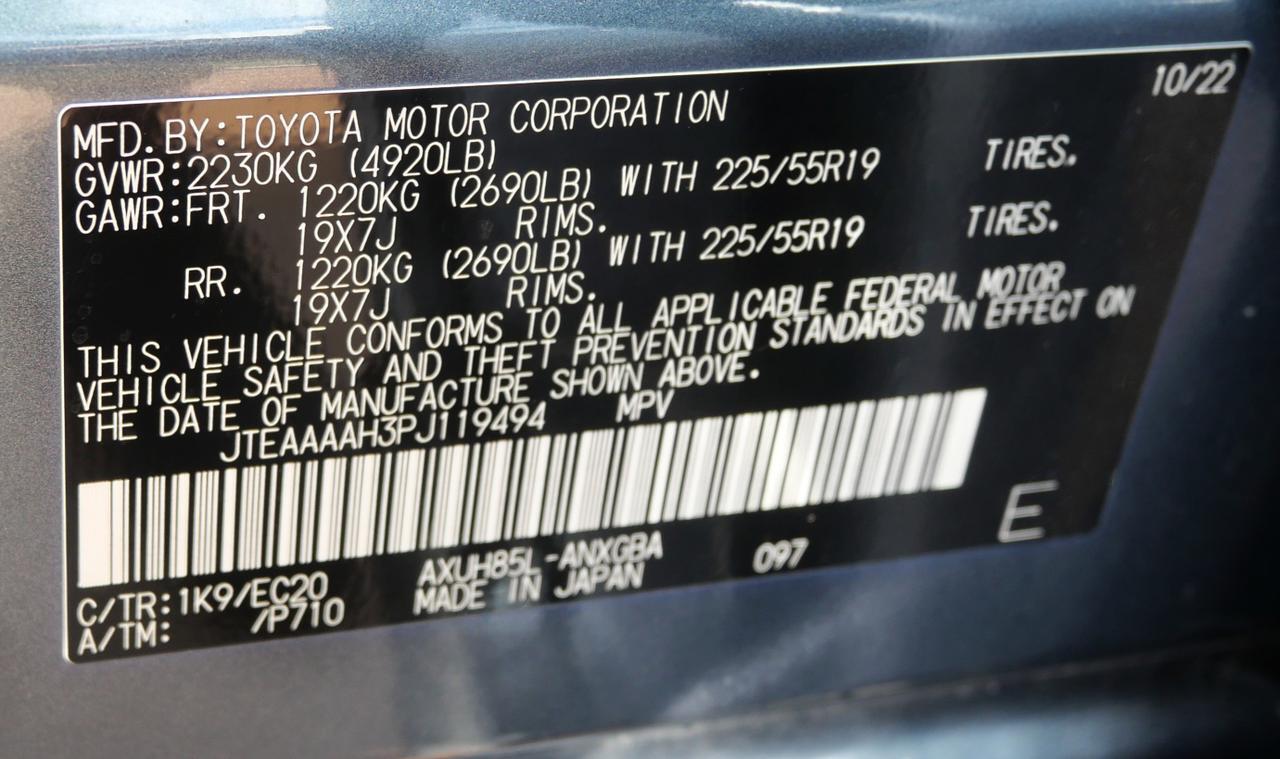 10/22
MFD. BY:TOYOTA MOTOR CORPORATION
GVWR:2230KG (4920LB)
GAWR:FRT. 1220KG (2690LB) WITH 225/55R19 TIRES.
19X7J RIMS.
RR. 1220KG (2690LB) WITH 225/55R19 TIRES.
19X7J RIMS.
THIS VEHICLE CONFORMS TO ALL APPLICABLE FEDERAL MOTOR
VEHICLE SAFETY AND THEFT PREVENTION STANDARDS IN EFFECT ON
THE DATE OF MANUFACTURE SHOWN ABOVE.
JTEAAAAH3PJ119494 MPV
E
C/TR:1K9/EC20 AXUH85L-ANXGBA 097
A/TM: /P710 MADE IN JAPAN